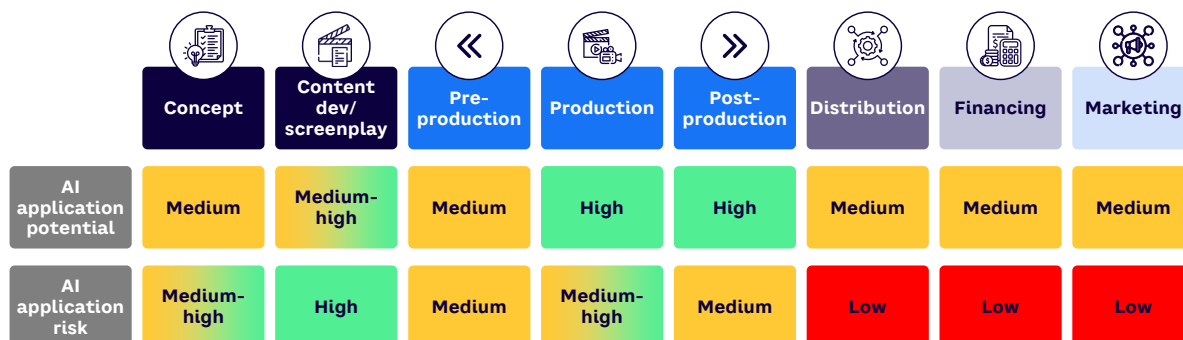 Concept
Content
dev/
screenplay
Pre-
production
Production
Post-
production
Distribution
Financing
Marketing
AI
application
potential
Medium
Medium-
high
Medium
High
High
Medium
Medium
Medium
AI
application
risk
Medium-
high
High
Medium
Medium-
high
Medium
Low
Low
Low